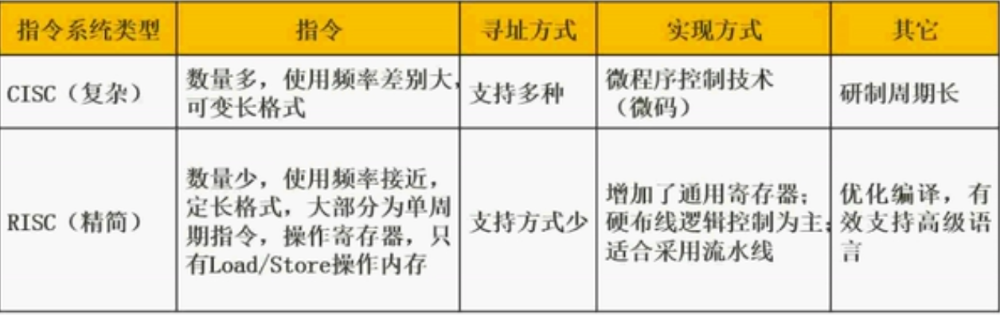 指令系统类型 指令 寻址方式 实现方式 其它
CISC（复杂）
数量多，使用频率差别大，
可变长格式
支持多种
微程序控制技术
（微码）
研制周期长
RISC（精简）
数量少，使用频率接近，
定长格式，大部分为单周
期指令，操作寄存器，只
有Load/Store操作内存
支持方式少
增加了通用寄存器；
硬布线逻辑控制为主；
适合采用流水线
优化编译，有
效支持高级语
言